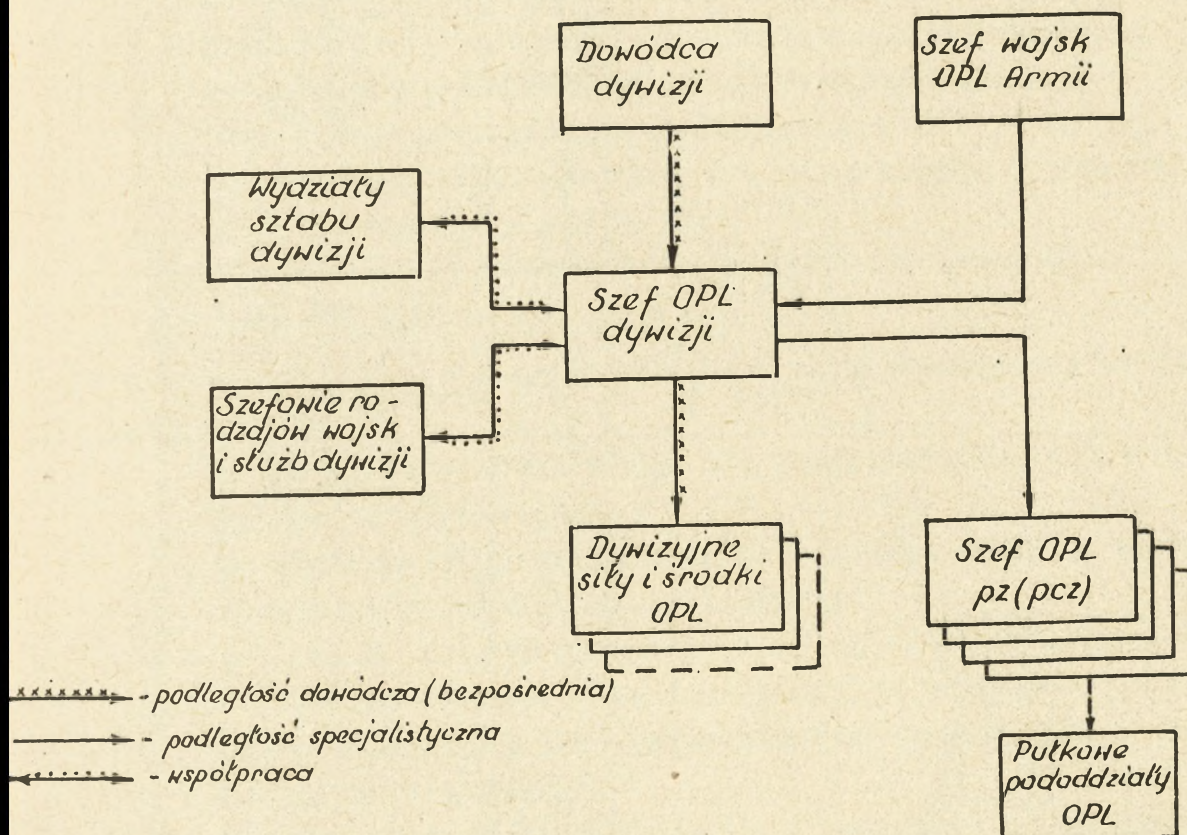 Dowódca
dywizji
Szef wojsk
OPL Armii
Wydziały
sztabu
dywizji
Szef OPL
dywizji
Szefowie ro-
dzajów wojsk
i służb dywizji
Dywizyjne
siły i środki
OPL
Szef OPL
pz (pcz)
- podległość dowódcza (bezpośrednia)
- podległość specjalistyczna
- współpraca
Pułkowe
pododdziały
OPL